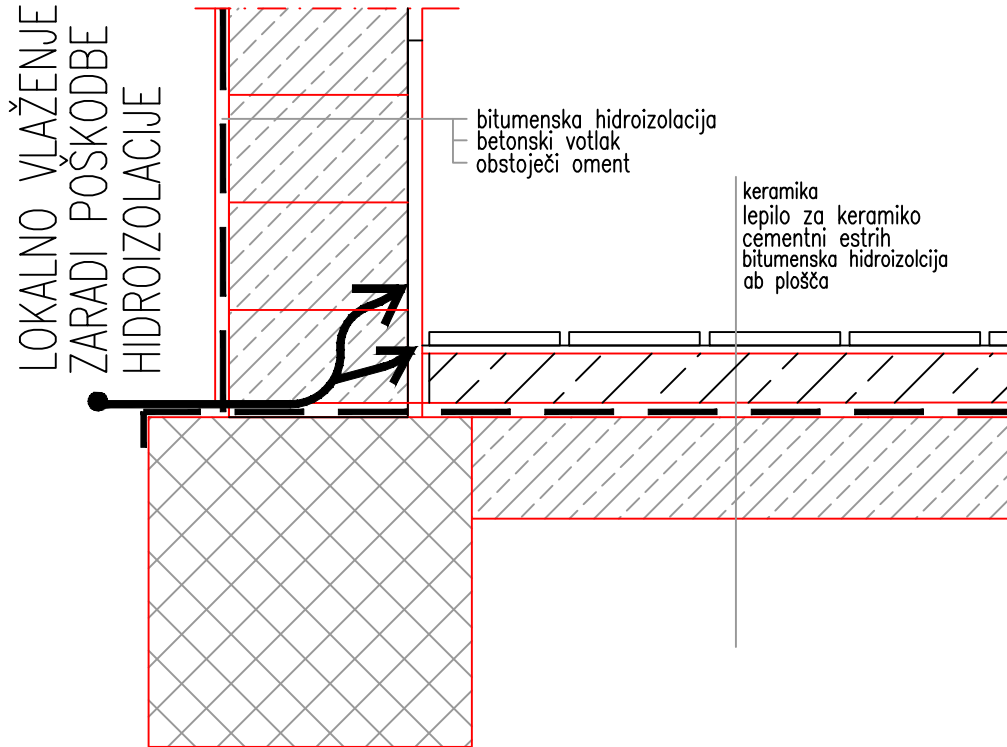 LOKALNO VLAŽENJE
ZARADI POŠKODBE
HIDROIZOLACIJE
bitumenska hidroizolacija
betonski votlak
obstoječi oment
keramika
lepilo za keramiko
cementni estrih
bitumenska hidroizolcija
ab plošča